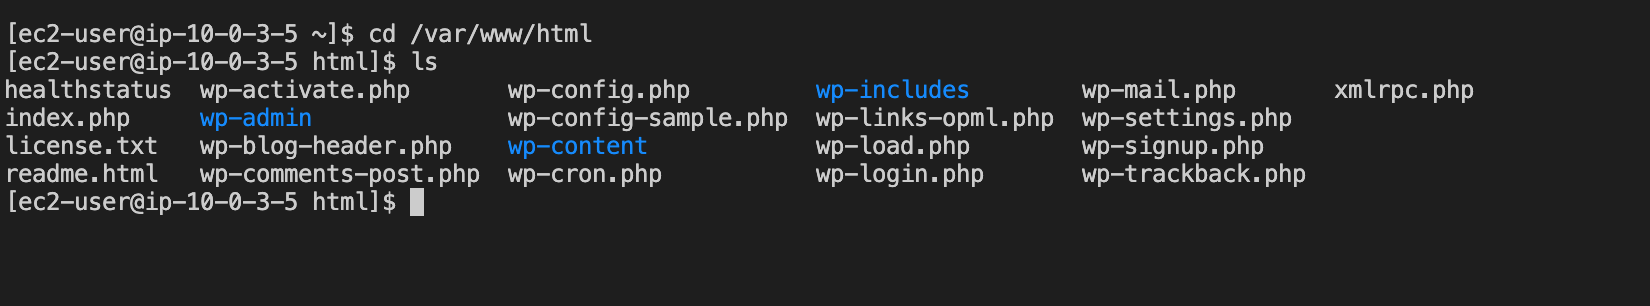 [ec2-user@ip-10-0-3-5 ~]$ cd /var/www/html
[ec2-user@ip-10-0-3-5 html]$ ls
healthstatus  wp-activate.php       wp-config.php         wp-includes       wp-mail.php       xmlrpc.php
index.php     wp-admin              wp-config-sample.php  wp-links-opml.php  wp-settings.php
license.txt   wp-blog-header.php    wp-content            wp-load.php       wp-signup.php
readme.html   wp-comments-post.php  wp-cron.php           wp-login.php      wp-trackback.php
[ec2-user@ip-10-0-3-5 html]$